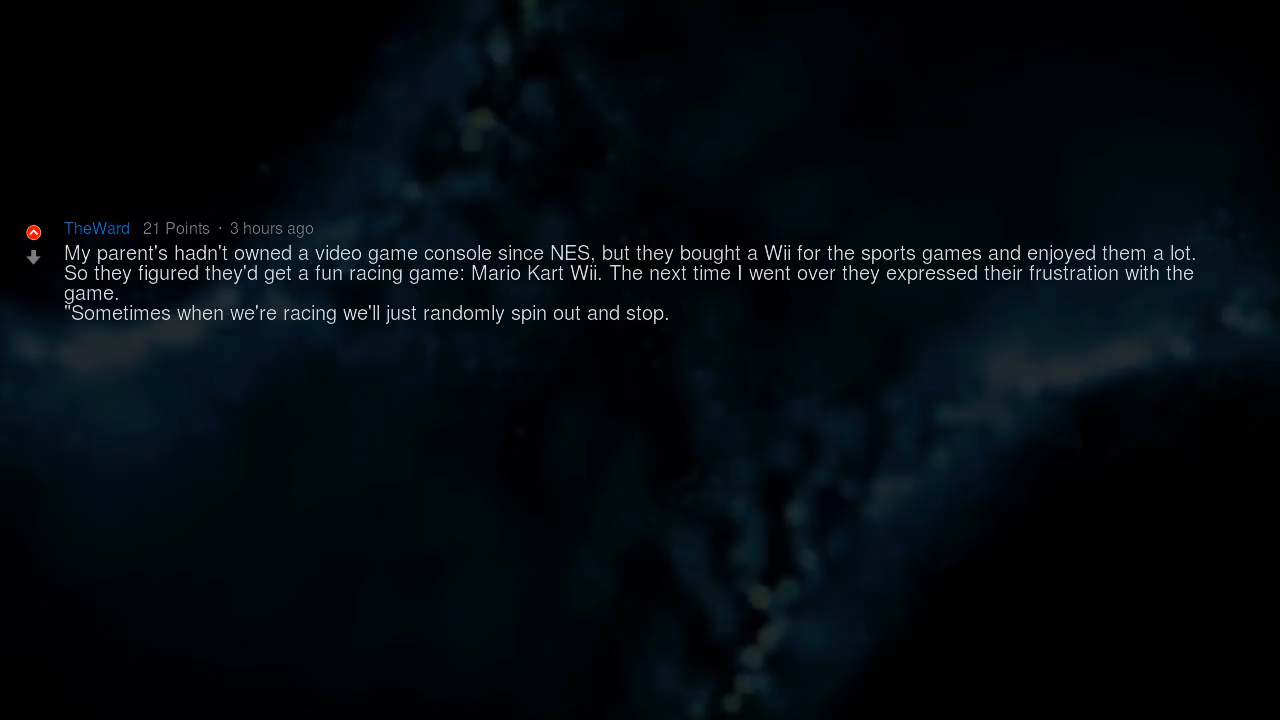 TheWard 21 Points · 3 hours ago
My parent's hadn't owned a video game console since NES, but they bought a Wii for the sports games and enjoyed them a lot.
So they figured they'd get a fun racing game: Mario Kart Wii. The next time I went over they expressed their frustration with the
game.
"Sometimes when we're racing we'll just randomly spin out and stop.